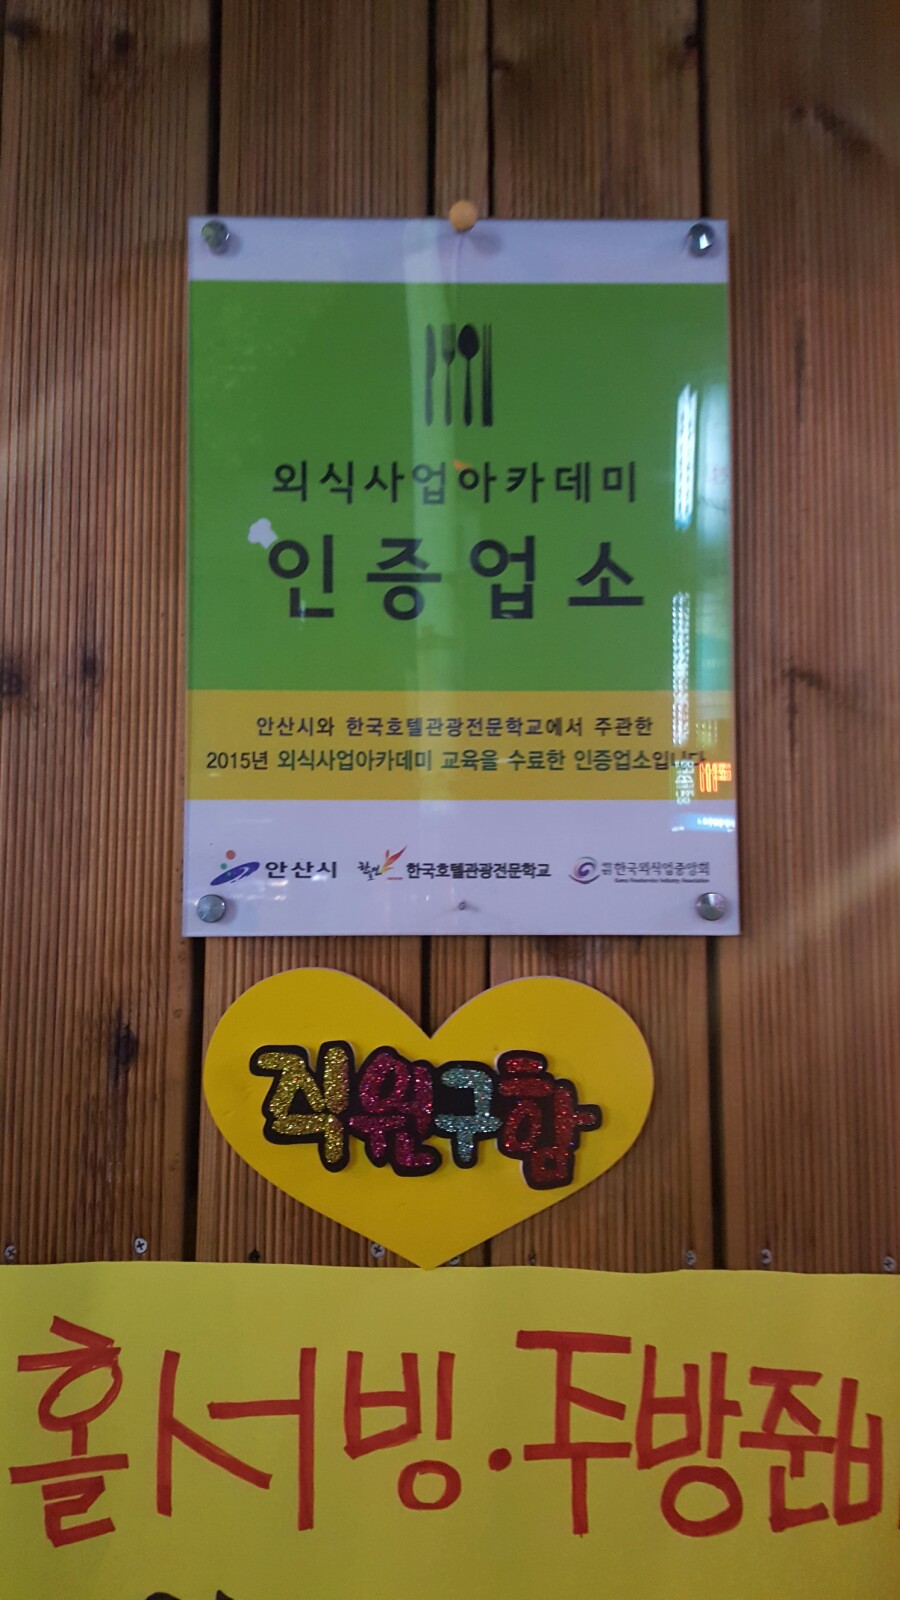 외식사업아카데미
인증업소
안산시와 한국호텔관광전문학교에서 주관한
2015년 외식사업아카데미 교육을 수료한 인증업소입니다
안산시 한국호텔관광전문학교 한국외식업중앙회
직원구함
홀서빙·주방준비